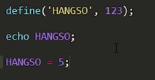 define('HANGSO', 123);
echo HANGSO;
HANGSO = 5;